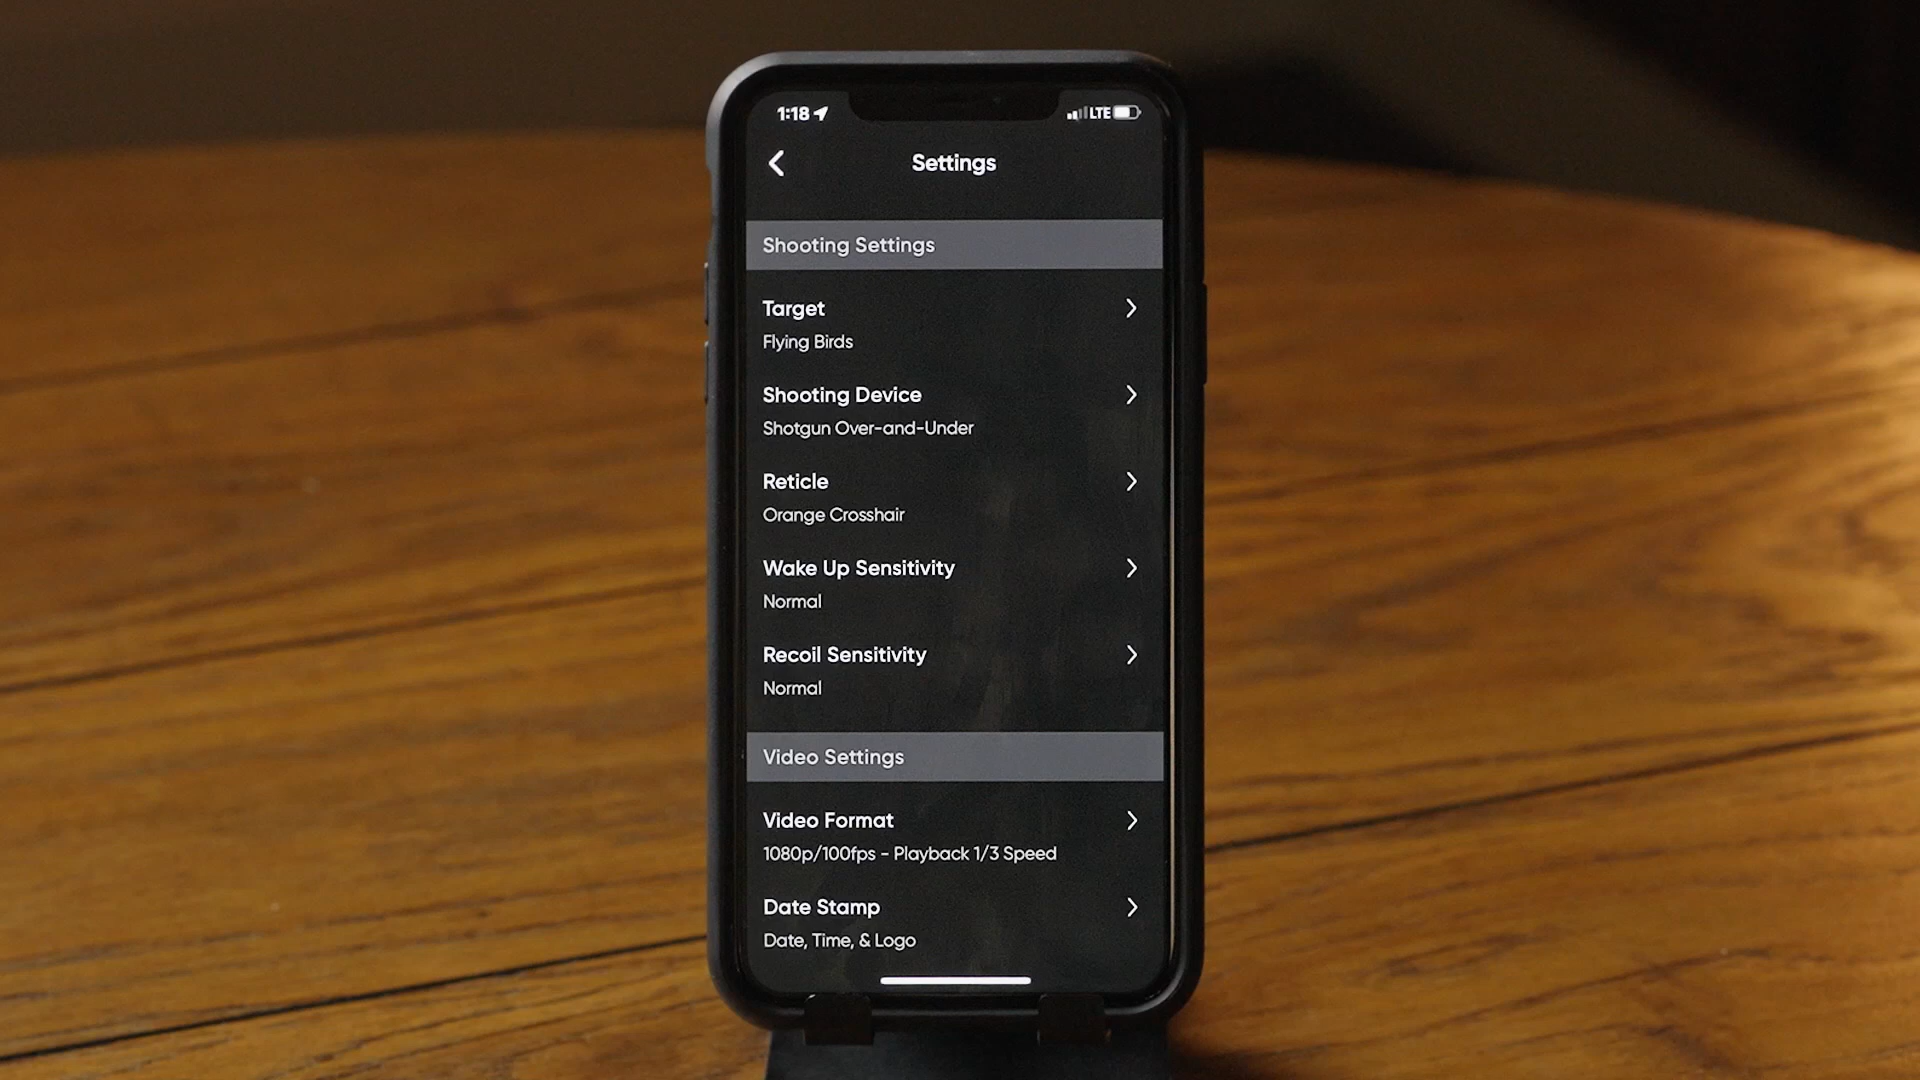 1:18 LTE
Settings
Shooting Settings
Target
Flying Birds
Shooting Device
Shotgun Over-and-Under
Reticle
Orange Crosshair
Wake Up Sensitivity
Normal
Recoil Sensitivity
Normal
Video Settings
Video Format
1080p/100fps - Playback 1/3 Speed
Date Stamp
Date, Time, & Logo